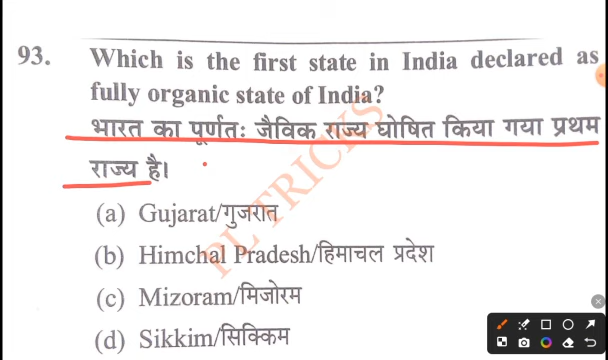 93. Which is the first state in India declared as
fully organic state of India?
भारत का पूर्णतः जैविक राज्य घोषित किया गया प्रथम
राज्य है।
(a) Gujarat/गुजरात
(b) Himchal Pradesh/हिमाचल प्रदेश
(c) Mizoram/मिजोरम
(d) Sikkim/सिक्किम
PL TRICKS